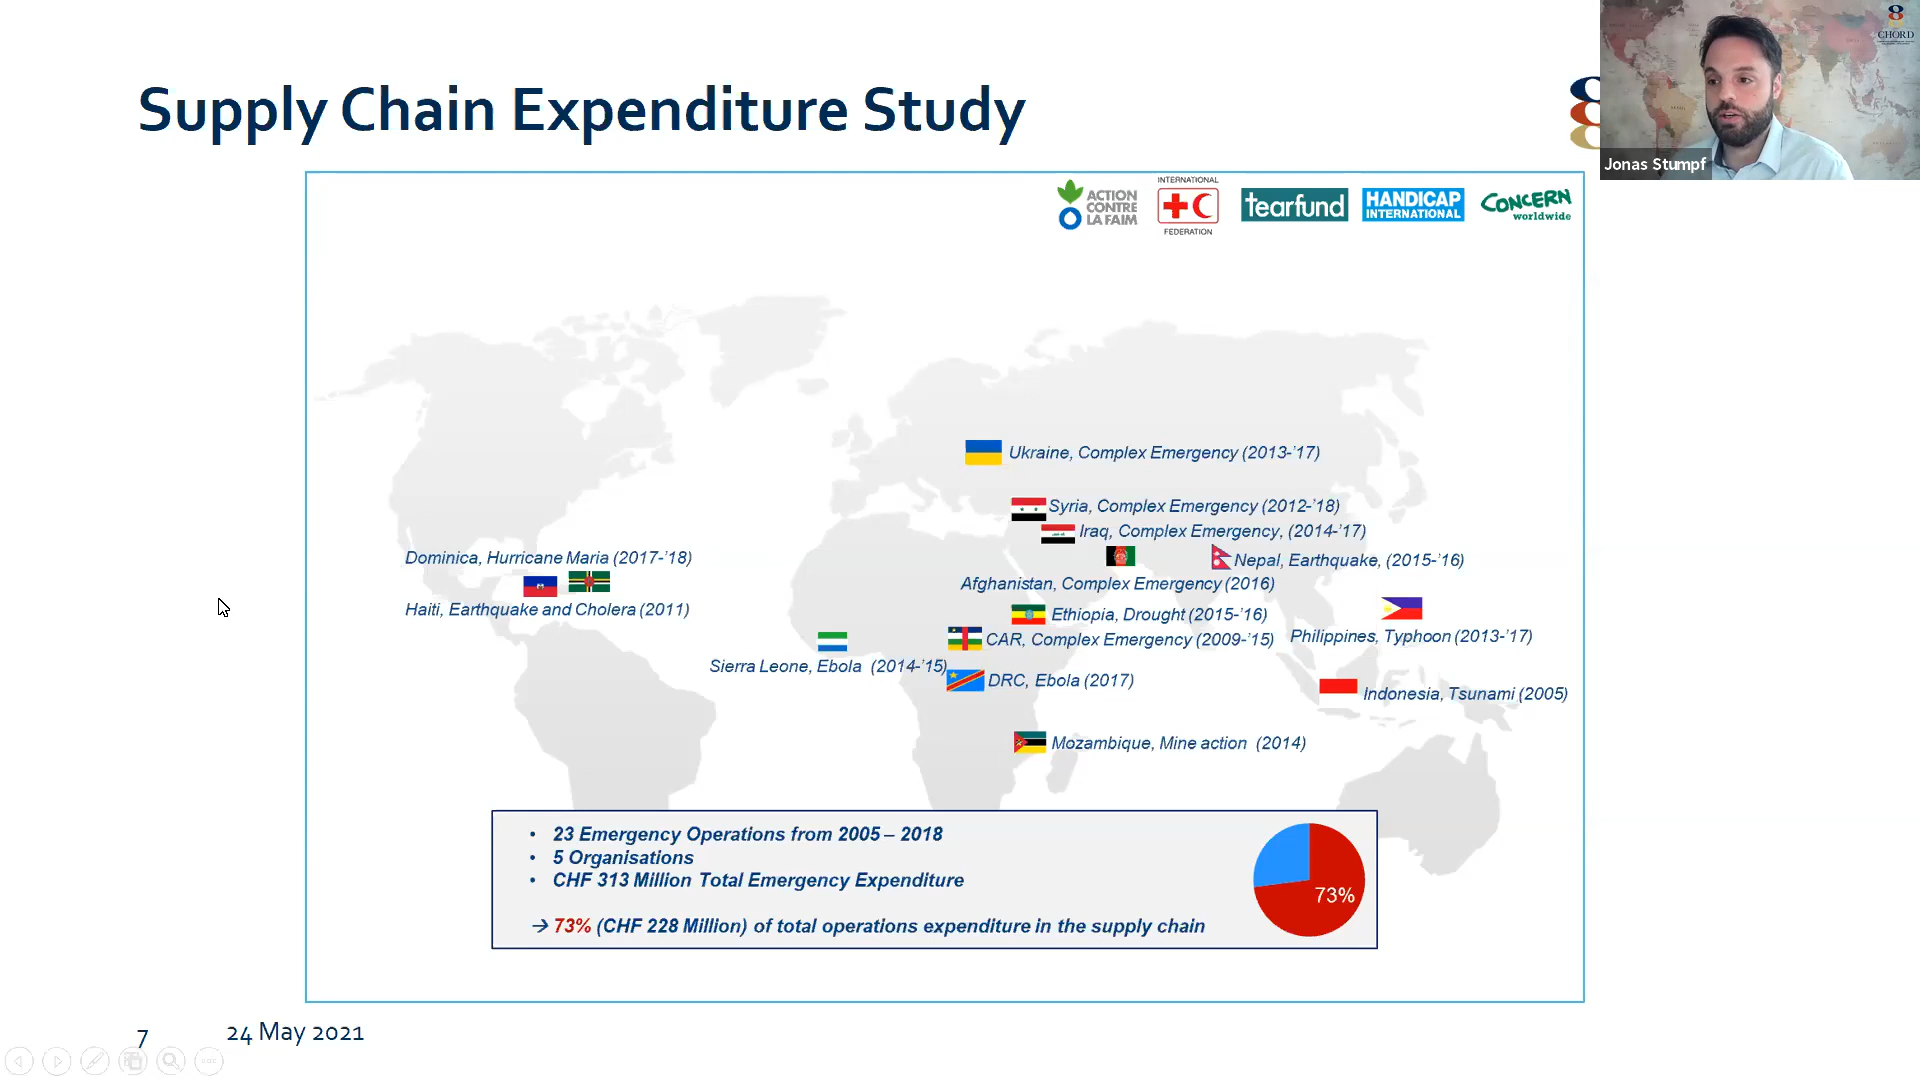 Supply Chain Expenditure Study
8
CHORD
Jonas Stumpf
ACTION
CONTRE
LA FAIM
INTERNATIONAL
FEDERATION
tearfund
HANDICAP
INTERNATIONAL
CONCERN
worldwide
Ukraine, Complex Emergency (2013-’17)
Syria, Complex Emergency (2012-’18)
Iraq, Complex Emergency, (2014-’17)
Dominica, Hurricane Maria (2017-’18)
Nepal, Earthquake, (2015-’16)
Afghanistan, Complex Emergency (2016)
Haiti, Earthquake and Cholera (2011)
Ethiopia, Drought (2015-’16)
CAR, Complex Emergency (2009-’15)
Philippines, Typhoon (2013-’17)
Sierra Leone, Ebola (2014-’15)
DRC, Ebola (2017)
Indonesia, Tsunami (2005)
Mozambique, Mine action (2014)
• 23 Emergency Operations from 2005 – 2018
• 5 Organisations
• CHF 313 Million Total Emergency Expenditure
73%
→ 73% (CHF 228 Million) of total operations expenditure in the supply chain
7
24 May 2021